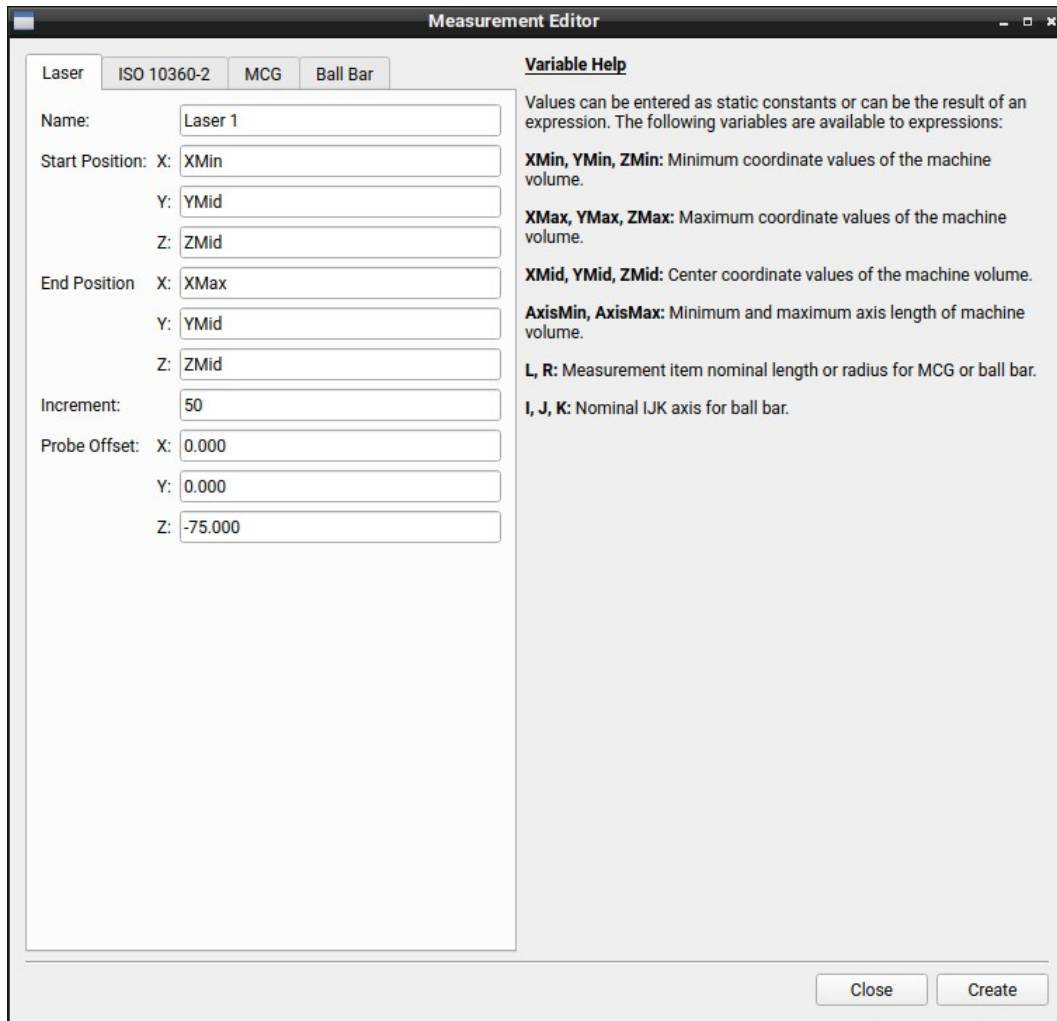 Measurement Editor
Laser ISO 10360-2 MCG Ball Bar
Name: Laser 1
Start Position: X: XMin
Y: YMid
Z: ZMid
End Position X: XMax
Y: YMid
Z: ZMid
Increment: 50
Probe Offset: X: 0.000
Y: 0.000
Z: -75.000
Variable Help
Values can be entered as static constants or can be the result of an
expression. The following variables are available to expressions:
XMin, YMin, ZMin: Minimum coordinate values of the machine
volume.
XMax, YMax, ZMax: Maximum coordinate values of the machine
volume.
XMid, YMid, ZMid: Center coordinate values of the machine volume.
AxisMin, AxisMax: Minimum and maximum axis length of machine
volume.
L, R: Measurement item nominal length or radius for MCG or ball bar.
I, J, K: Nominal IJK axis for ball bar.
Close Create